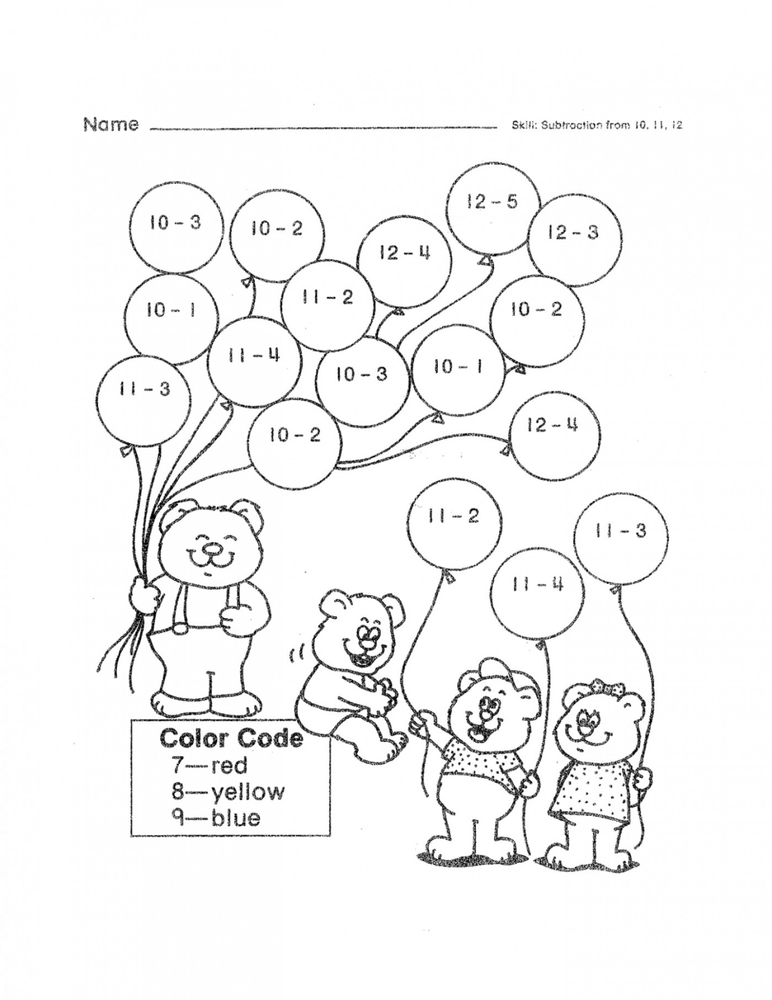 Name
Skill: Subtraction from 10, 11, 12
12 - 5
10 - 3
10 - 2
12 - 3
12 - 4
11 - 2
10 - 1
10 - 2
11 - 4
10 - 3
10 - 1
11 - 3
12 - 4
10 - 2
11 - 2
11 - 3
11 - 4
Color Code
7—red
8—yellow
9—blue